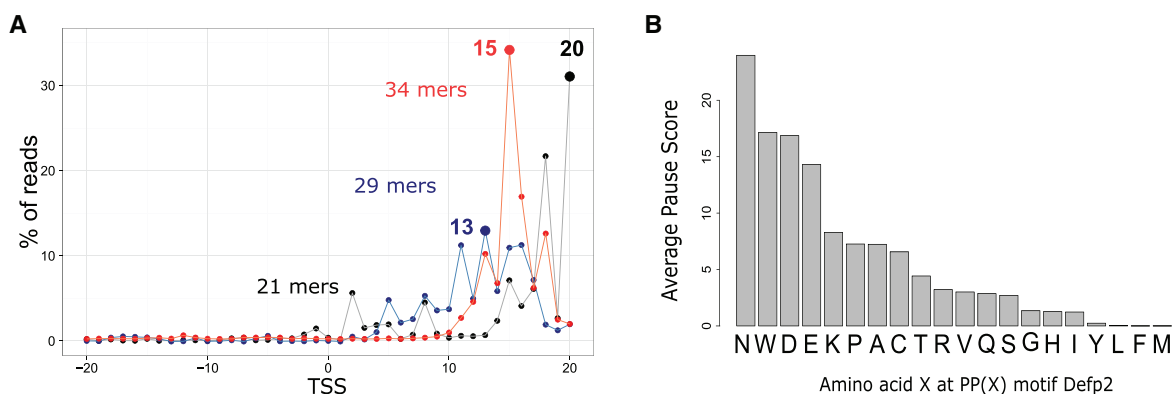 A
% of reads
30
20
10
0
15
20
34 mers
29 mers
13
21 mers
−20
−10
0
10
20
TSS
B
Average Pause Score
20
15
10
5
0
N W D E K P A C T R V Q S G H I Y L F M
Amino acid X at PP(X) motif Defp2